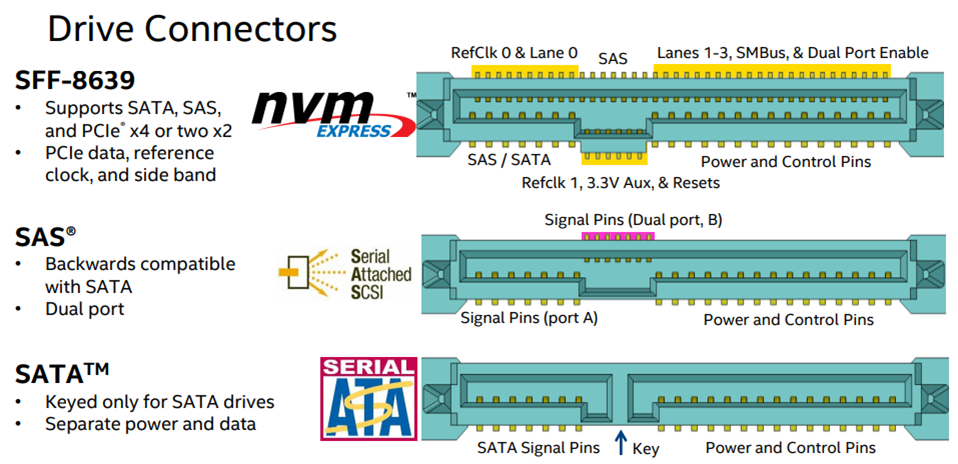 Drive Connectors
SFF-8639
• Supports SATA, SAS,
and PCIe® x4 or two x2
• PCIe data, reference
clock, and side band
nvm™
EXPRESS
RefClk 0 & Lane 0
SAS
Lanes 1-3, SMBus, & Dual Port Enable
SAS / SATA
Power and Control Pins
Refclk 1, 3.3V Aux, & Resets
SAS®
• Backwards compatible
with SATA
• Dual port
Serial
Attached
SCSI
Signal Pins (Dual port, B)
Signal Pins (port A)
Power and Control Pins
SATA™
• Keyed only for SATA drives
• Separate power and data
SERIAL
ATA
SATA Signal Pins
Key
Power and Control Pins